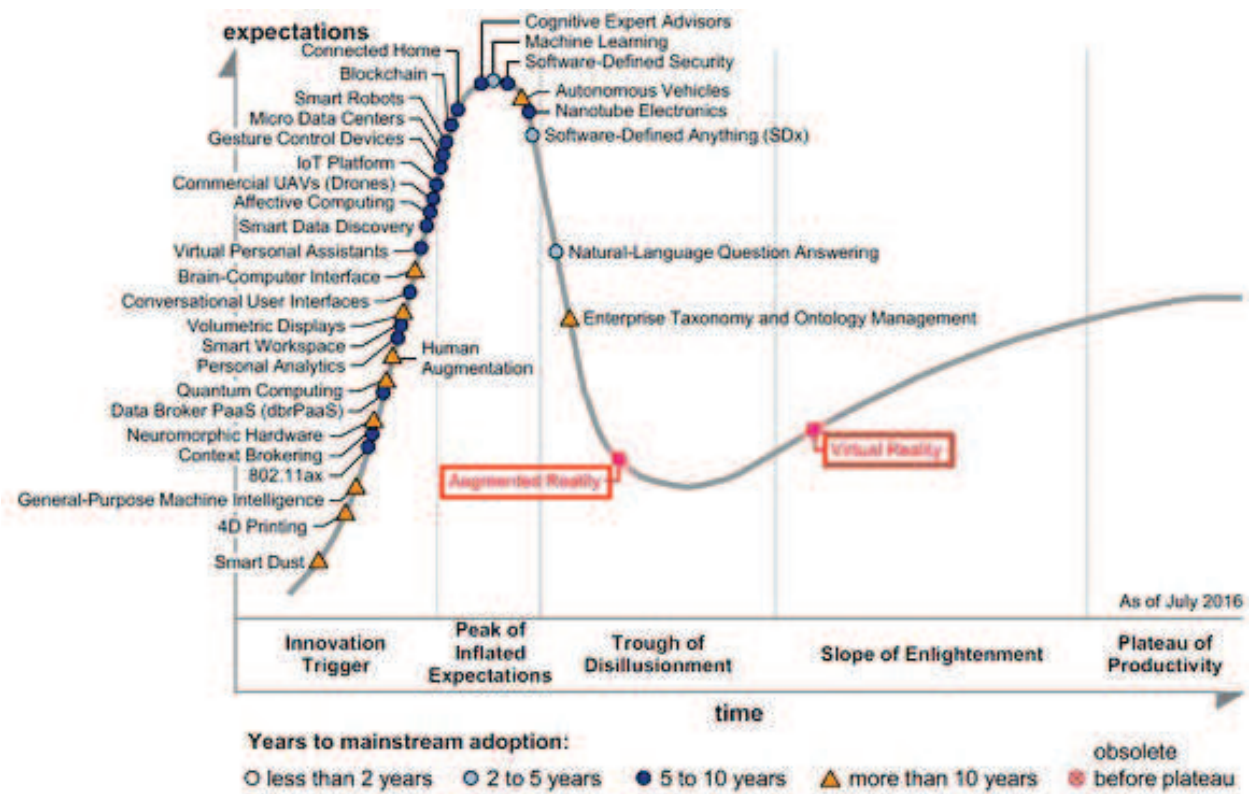 expectations
Cognitive Expert Advisors
Machine Learning
Software-Defined Security
Connected Home
Blockchain
Smart Robots
Micro Data Centers
Gesture Control Devices
IoT Platform
Commercial UAVs (Drones)
Affective Computing
Smart Data Discovery
Virtual Personal Assistants
Brain-Computer Interface
Conversational User Interfaces
Volumetric Displays
Smart Workspace
Personal Analytics
Quantum Computing
Data Broker PaaS (dbrPaaS)
Neuromorphic Hardware
Context Brokering
802.11ax
General-Purpose Machine Intelligence
4D Printing
Smart Dust
Human
Augmentation
Autonomous Vehicles
Nanotube Electronics
Software-Defined Anything (SDx)
Natural-Language Question Answering
Enterprise Taxonomy and Ontology Management
Augmented Reality
Virtual Reality
As of July 2016
Innovation
Trigger
Peak of
Inflated
Expectations
Trough of
Disillusionment
Slope of Enlightenment
Plateau of
Productivity
time
Years to mainstream adoption:
less than 2 years
2 to 5 years
5 to 10 years
more than 10 years
obsolete
before plateau